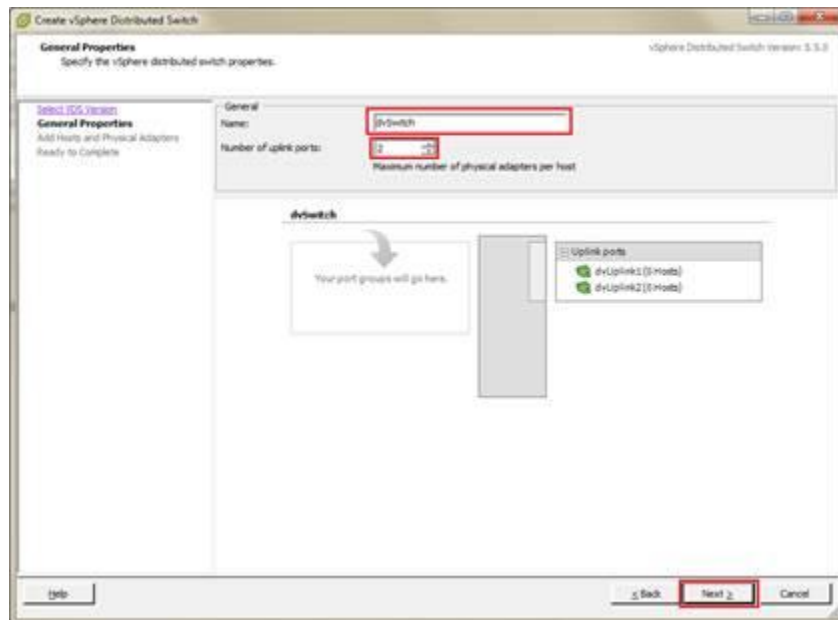 Create vSphere Distributed Switch
General Properties
Specify the vSphere distributed switch properties.
vSphere Distributed Switch Version: 5.5.0
Select VDS Version
General Properties
Add Hosts and Physical Adapters
Ready to Complete
General
Name:
dvSwitch
Number of uplink ports:
2
Maximum number of physical adapters per host
dvSwitch
Your port groups will go here.
Uplink ports
dvUplink1 (0 Hosts)
dvUplink2 (0 Hosts)
Help
< Back
Next >
Cancel